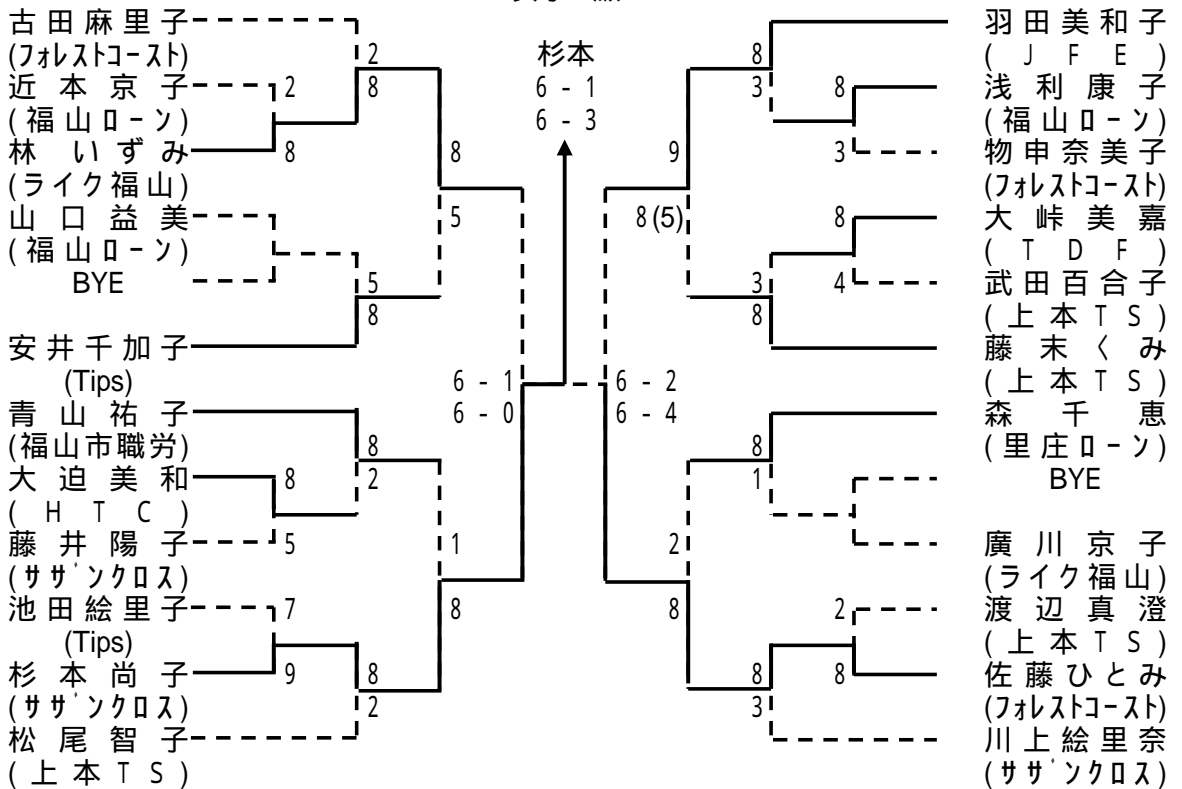 古田麻里子
(フォレストコースト)
近本京子
(福山ローン)
林いずみ
(ライク福山)
山口益美
(福山ローン)
BYE
安井千加子
(Tips)
青山祐子
(福山市職労)
大迫美和
(HTC)
藤井陽子
(サザンクロス)
池田絵里子
(Tips)
杉本尚子
(サザンクロス)
松尾智子
(上本TS)
2
8
2
8
5
8
8
2
8
5
7
9
8
2
8
5
1
8
6 - 1
6 - 0
杉本
6 - 1
6 - 3
6 - 2
6 - 4
9
8(5)
2
8
8
3
3
8
8
1
8
3
8
3
8
4
2
8
羽田美和子
(JFE)
浅利康子
(福山ローン)
物申奈美子
(フォレストコースト)
大峠美嘉
(TDF)
武田百合子
(上本TS)
藤末くみ
(上本TS)
森千恵
(里庄ローン)
BYE
廣川京子
(ライク福山)
渡辺真澄
(上本TS)
佐藤ひとみ
(フォレストコースト)
川上絵里奈
(サザンクロス)